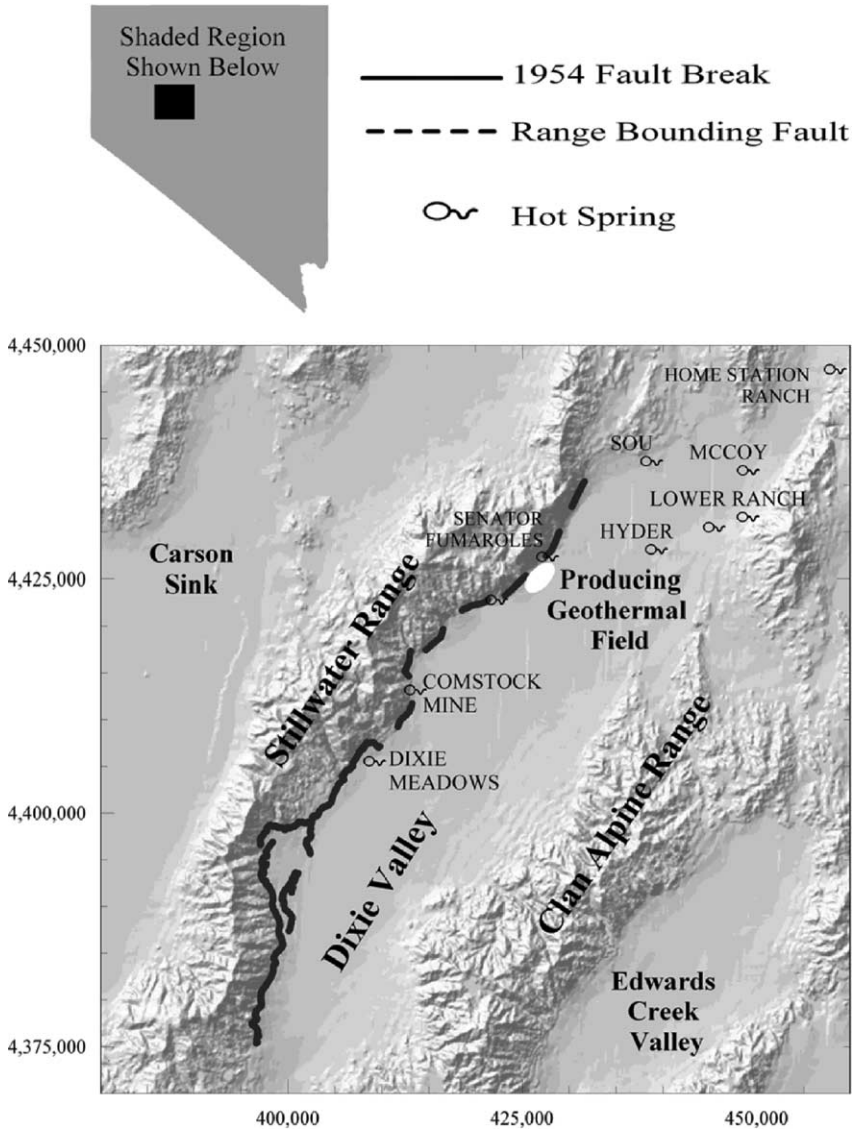 Shaded Region
Shown Below
1954 Fault Break
Range Bounding Fault
Hot Spring
4,450,000
HOME STATION
RANCH
SOU
MCCOY
LOWER RANCH
SENATOR
FUMAROLES
HYDER
Carson
Sink
4,425,000
Producing
Geothermal
Field
Stillwater Range
COMSTOCK
MINE
DIXIE
MEADOWS
Clan Alpine Range
4,400,000
Dixie Valley
Edwards
Creek
Valley
4,375,000
400,000
425,000
450,000